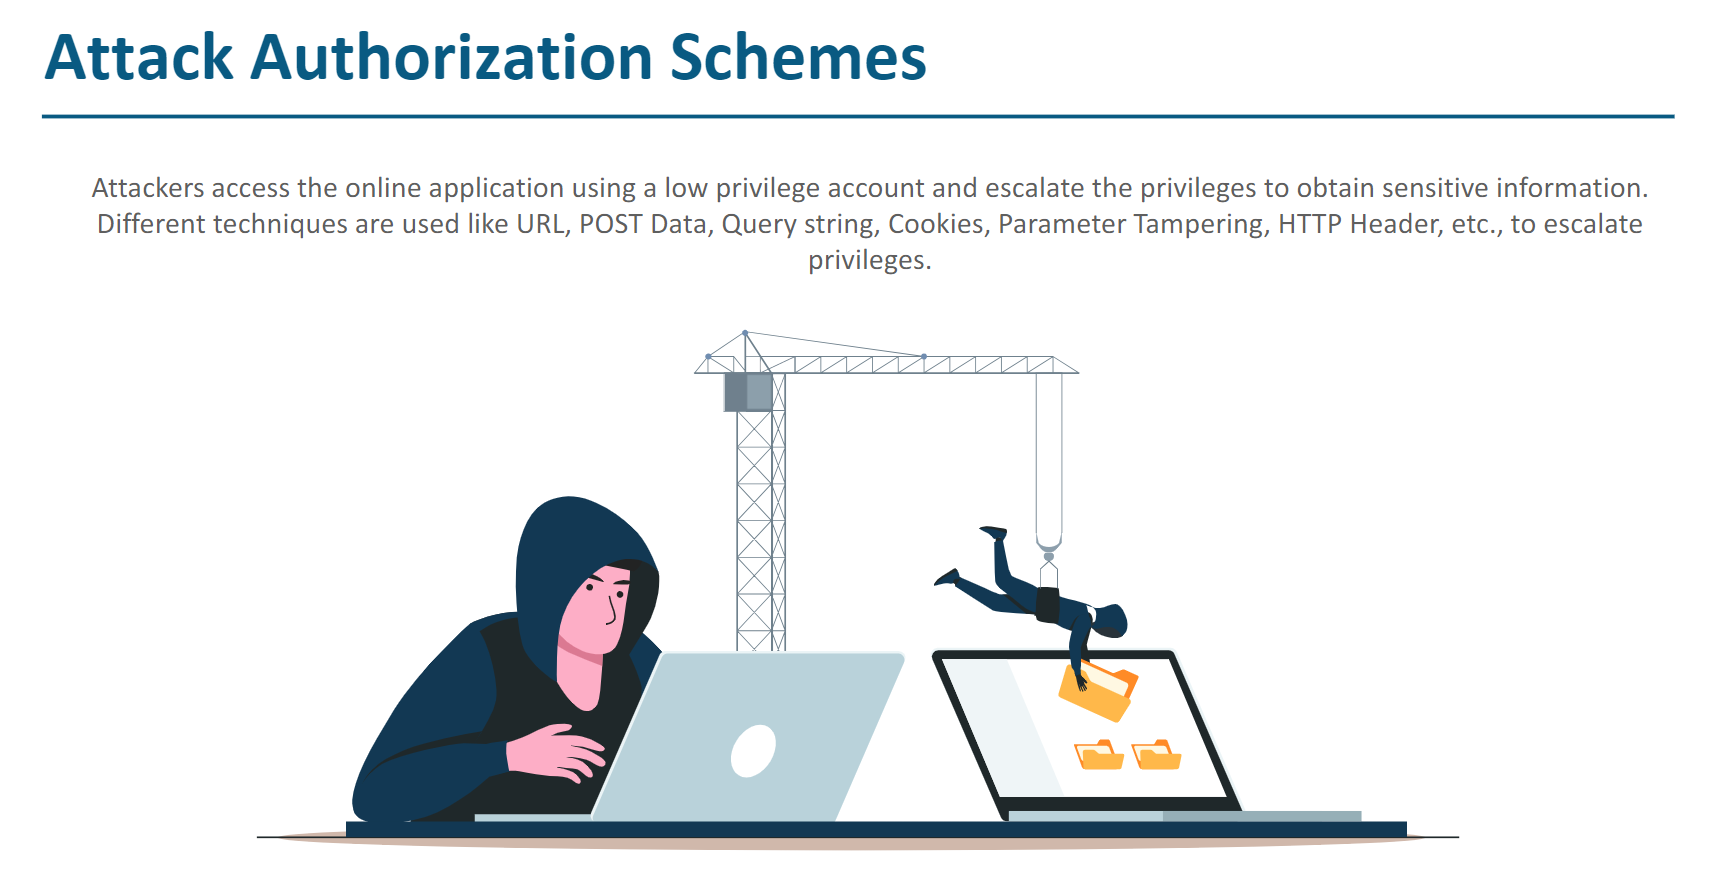 Attack Authorization Schemes
Attackers access the online application using a low privilege account and escalate the privileges to obtain sensitive information.
Different techniques are used like URL, POST Data, Query string, Cookies, Parameter Tampering, HTTP Header, etc., to escalate
privileges.